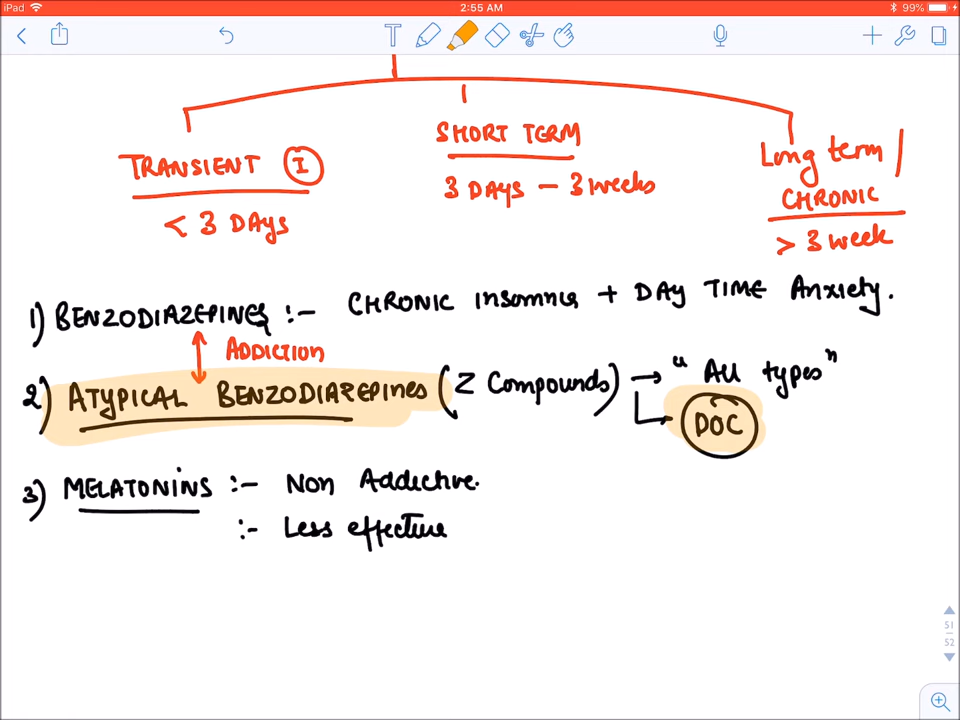 iPad 2:55 AM 99%
T
TRANSIENT I
< 3 DAYS
SHORT TERM
3 DAYS – 3 weeks
Long term /
CHRONIC
> 3 week
1) BENZODIAZEPINES :- CHRONIC Insomnia + DAY TIME Anxiety.
ADDICTION
2) ATYPICAL BENZODIAZEPINES (Z Compounds) → "All types"
DOC
3) MELATONINS :- Non Addictive.
:- Less effective
51
52